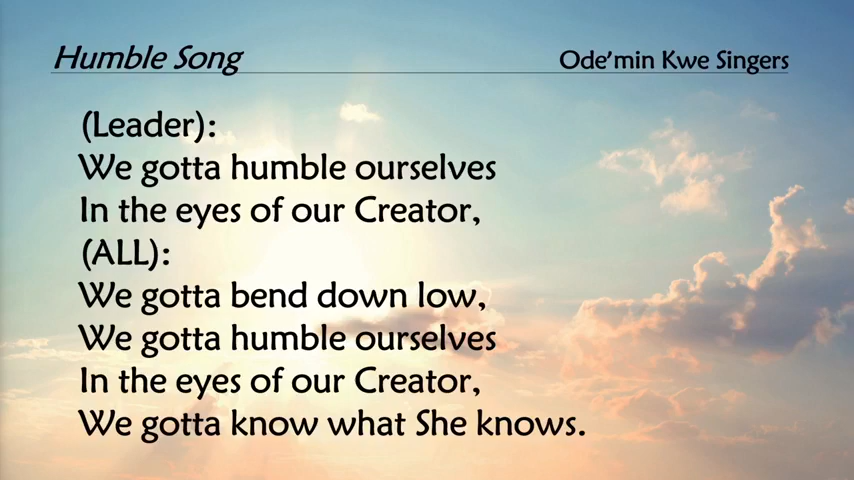 Humble Song
Ode'min Kwe Singers
(Leader):
We gotta humble ourselves
In the eyes of our Creator,
(ALL):
We gotta bend down low,
We gotta humble ourselves
In the eyes of our Creator,
We gotta know what She knows.